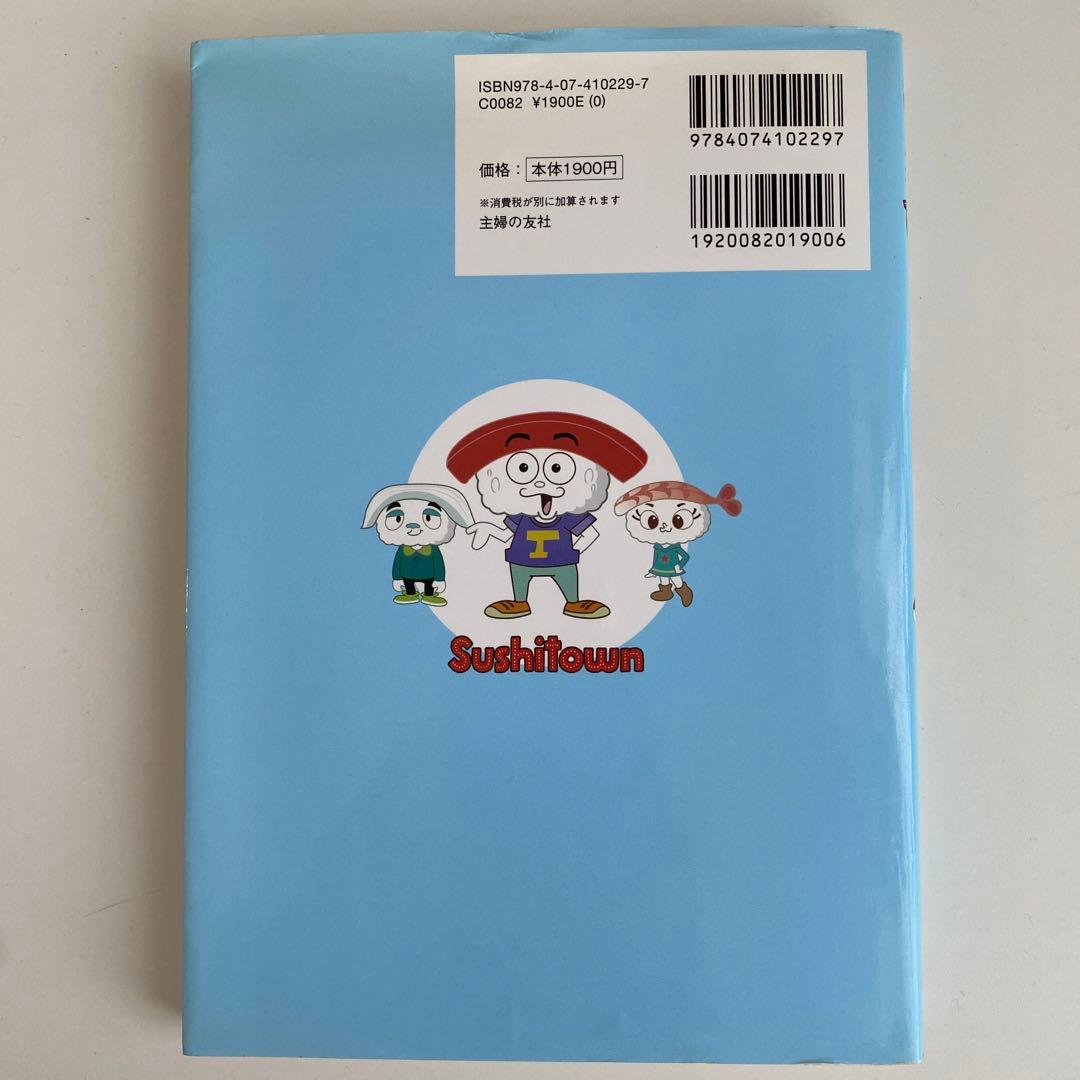 ISBN978-4-07-410229-7
C0082 ¥1900E (0)
9784074102297
価格： 本体1900円
※消費税が別に加算されます
主婦の友社
1920082019006
T
Sushitown